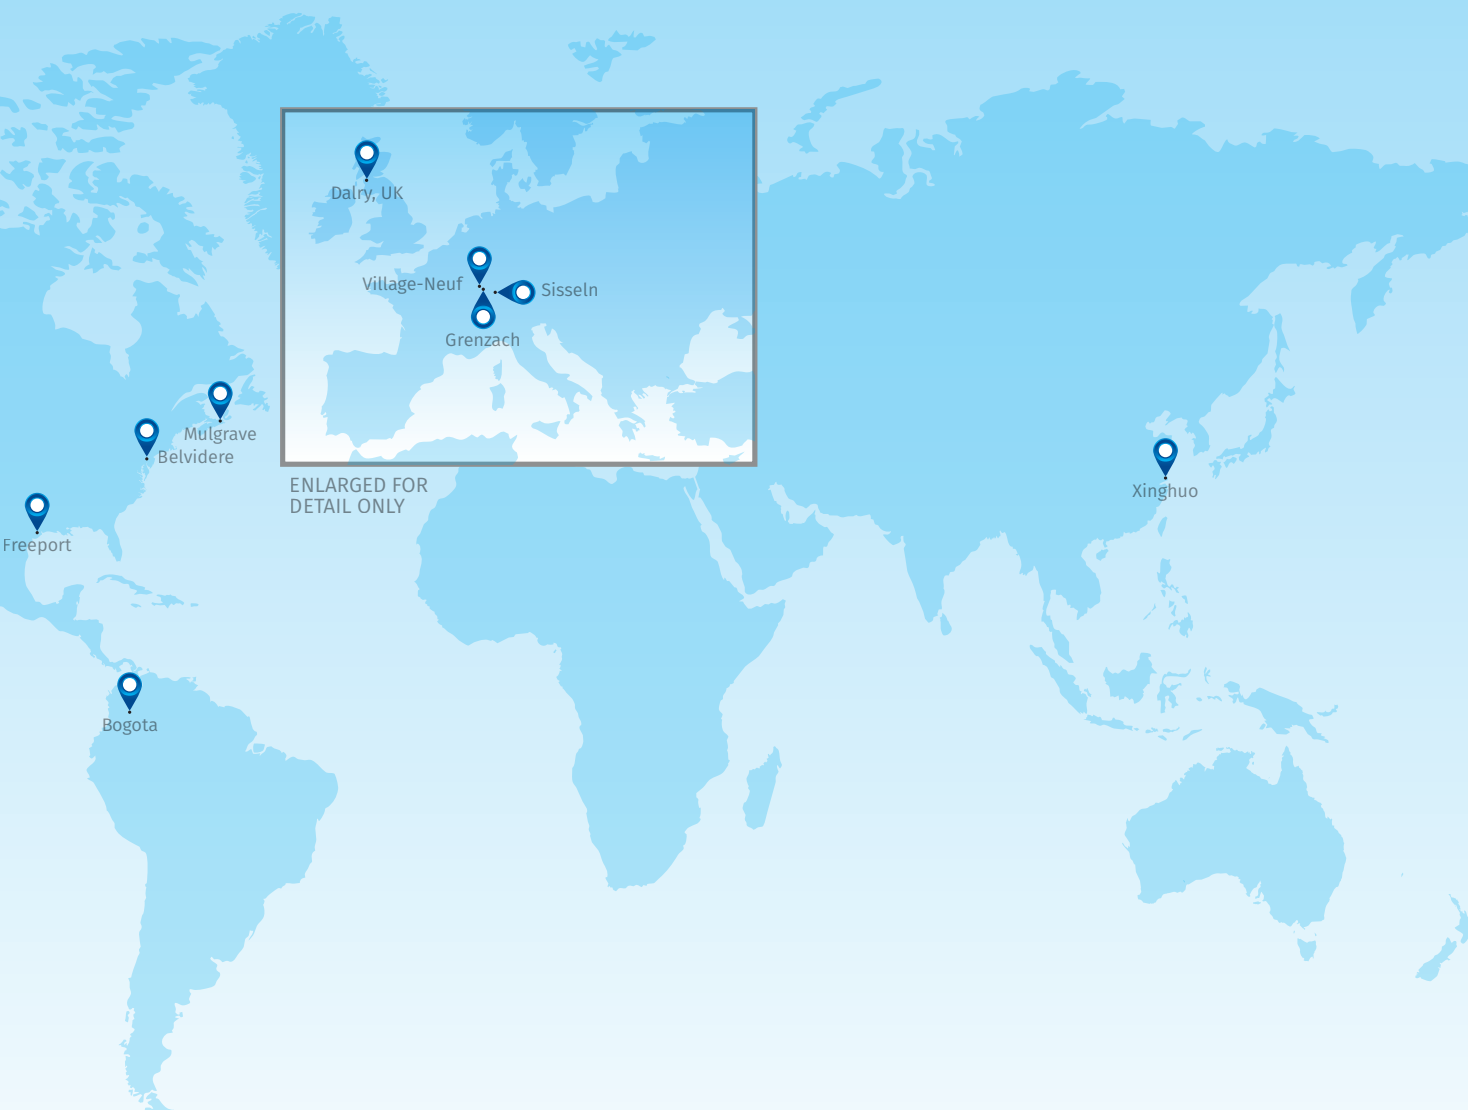 Dalry, UK
Village-Neuf
Sisseln
Grenzach
Mulgrave
Belvidere
ENLARGED FOR
DETAIL ONLY
Xinghuo
Freeport
Bogota